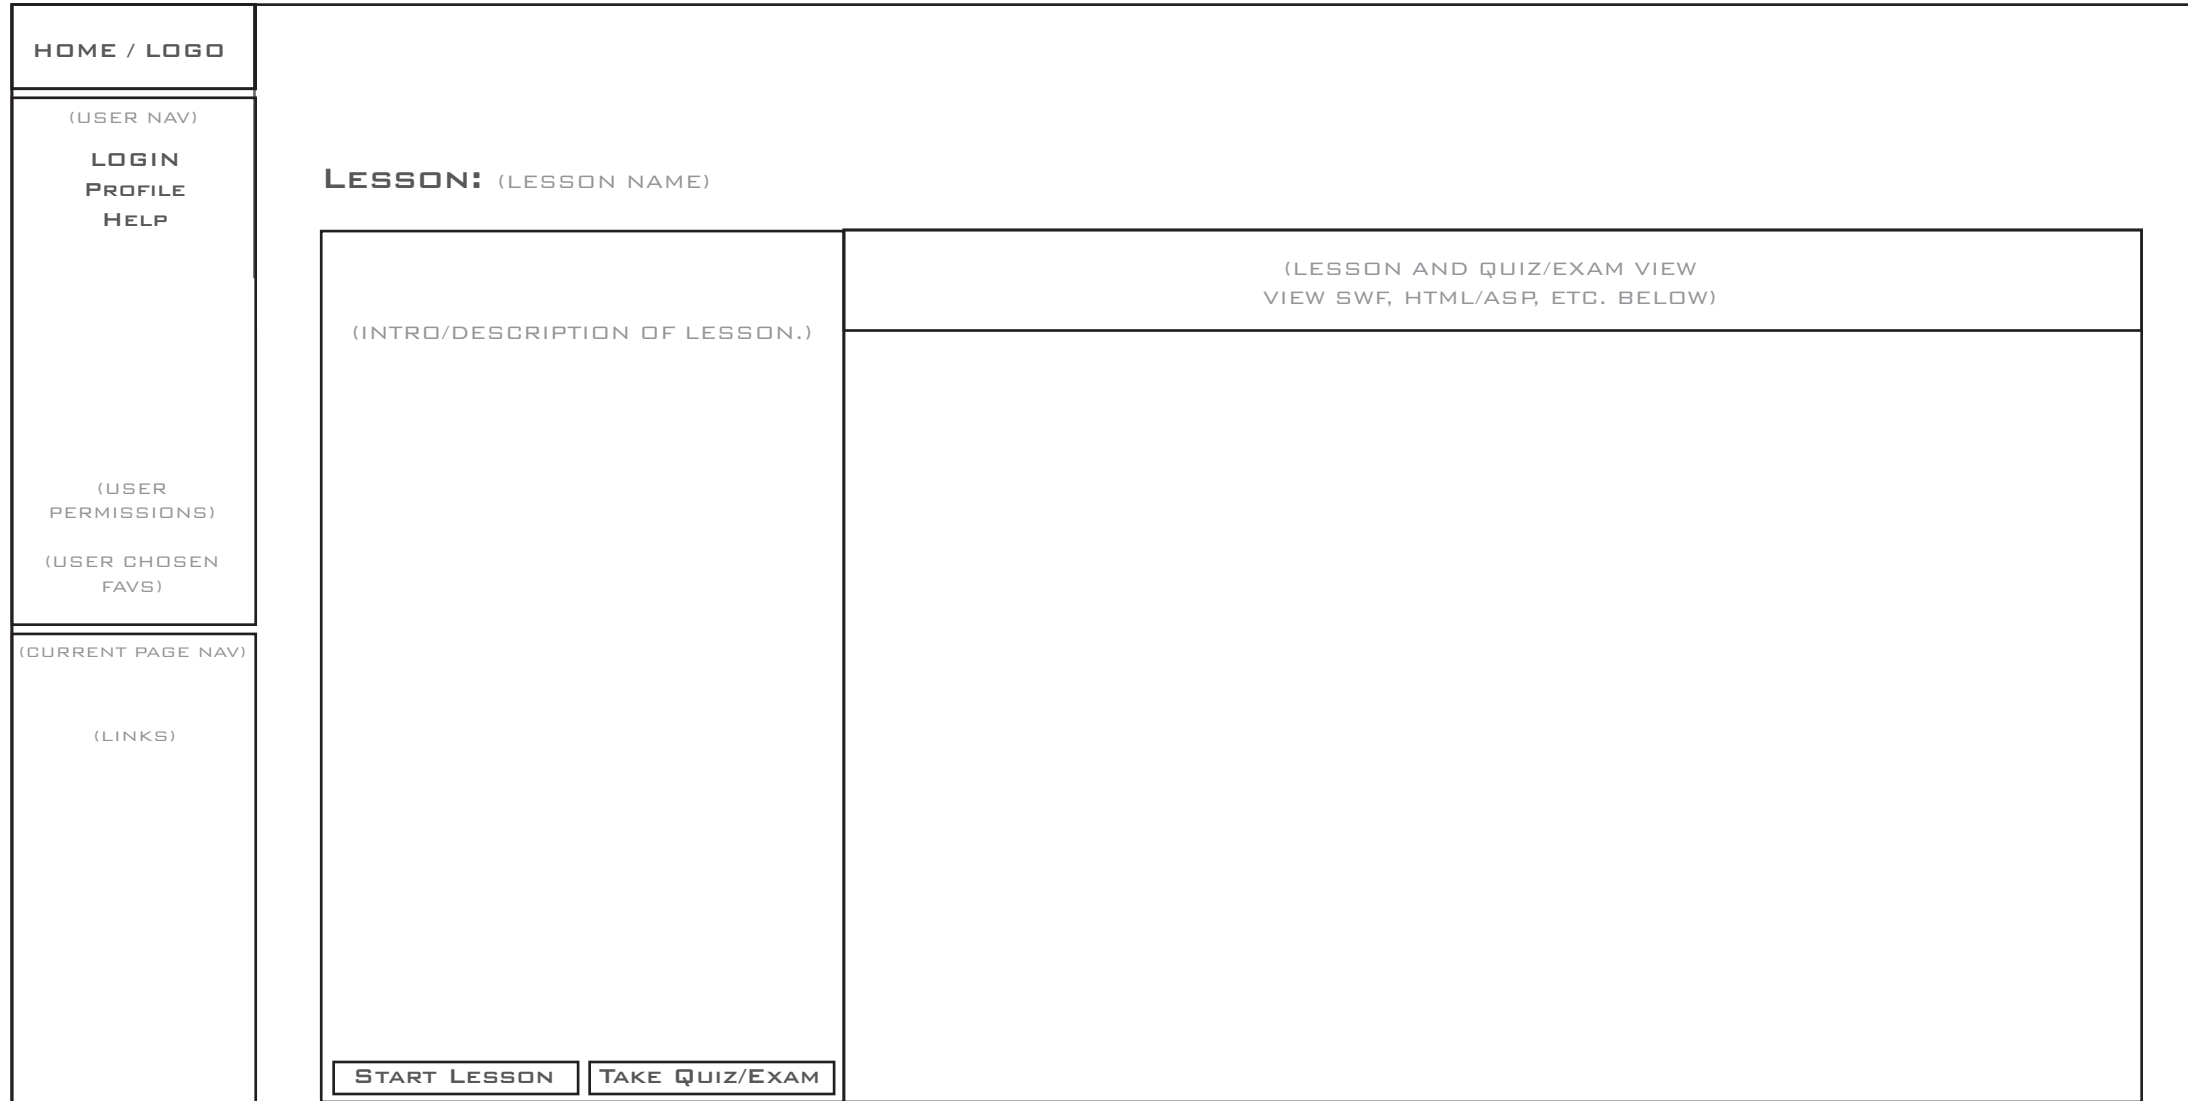 HOME / LOGO
(USER NAV)
LOGIN
PROFILE
HELP
(USER
PERMISSIONS)
(USER CHOSEN
FAVS)
(CURRENT PAGE NAV)
(LINKS)
LESSON: (LESSON NAME)
(INTRO/DESCRIPTION OF LESSON.)
START LESSON
TAKE QUIZ/EXAM
(LESSON AND QUIZ/EXAM VIEW
VIEW SWF, HTML/ASP, ETC. BELOW)